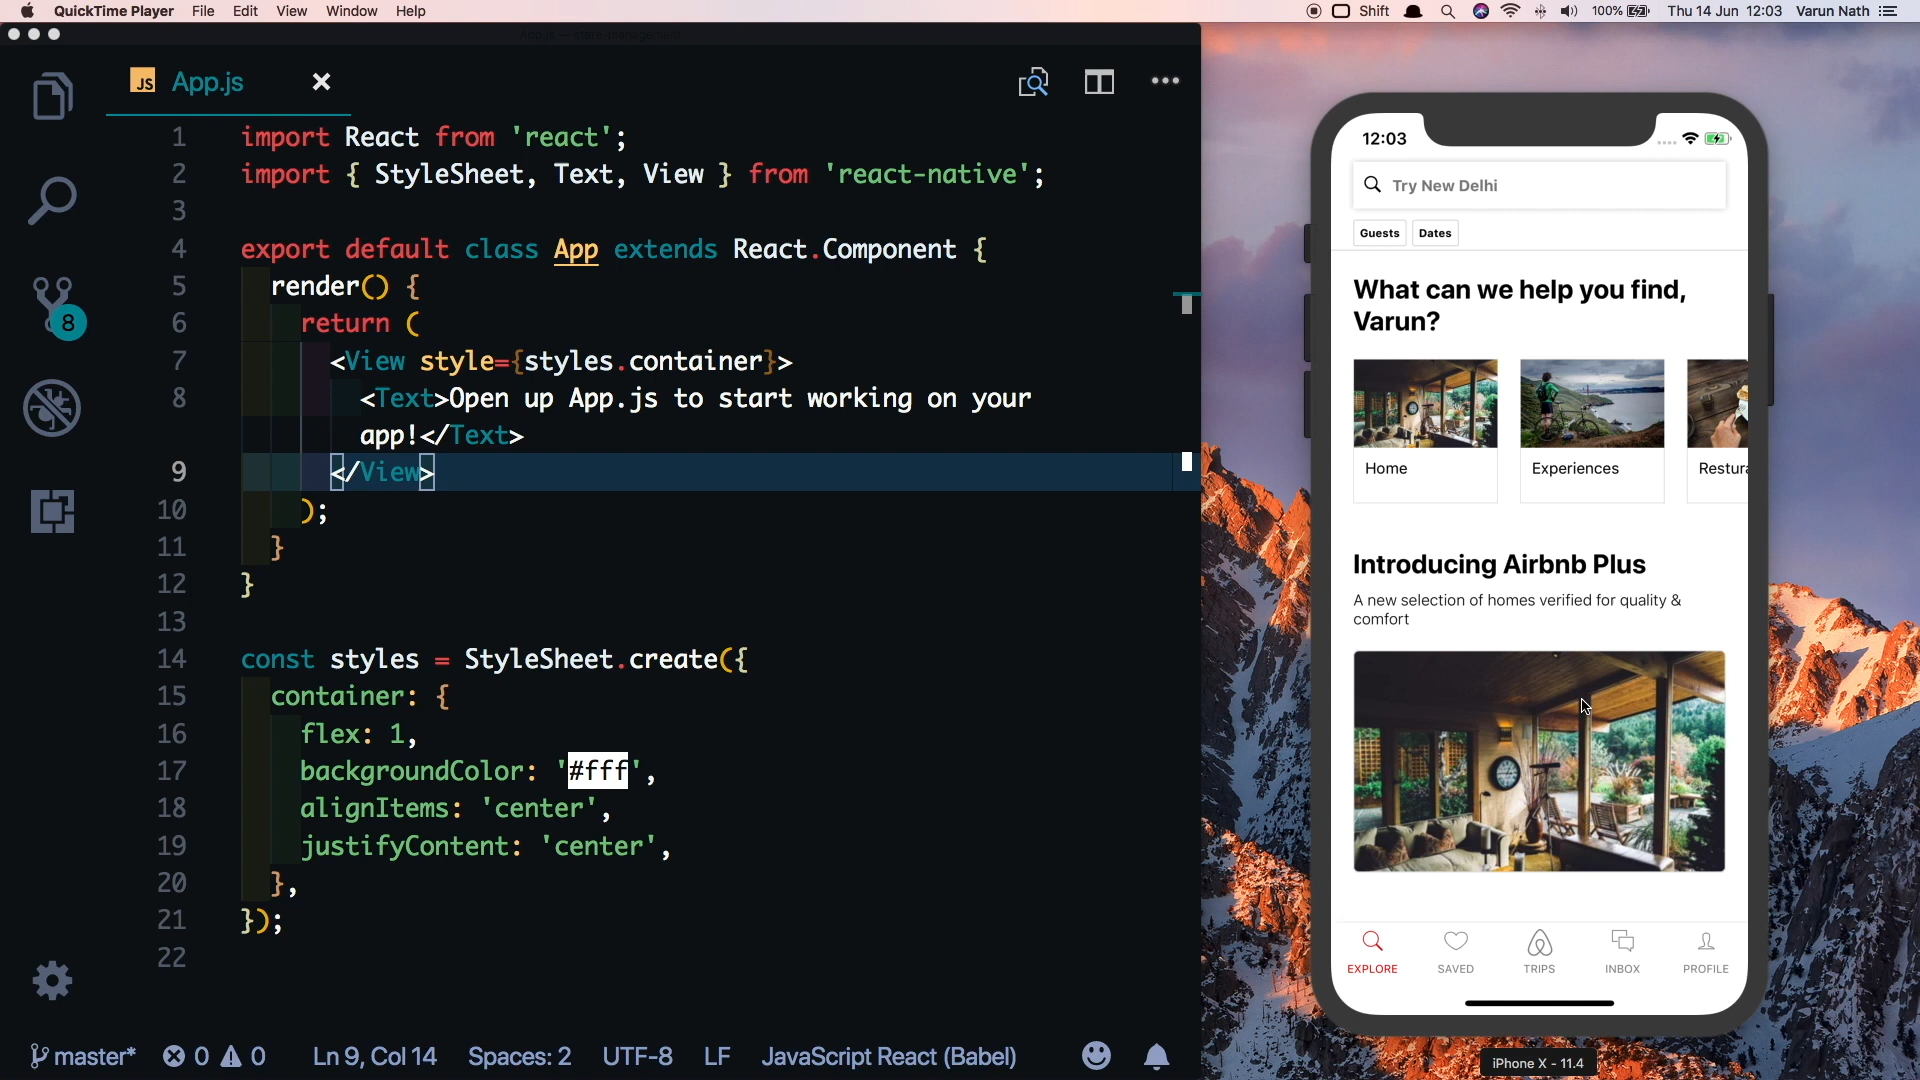 QuickTime Player File Edit View Window Help
Shift 100% Thu 14 Jun 12:03 Varun Nath
App.js — state-management
JS App.js
1 import React from 'react';
2 import { StyleSheet, Text, View } from 'react-native';
3
4 export default class App extends React.Component {
5 render() {
6 return (
7 <View style={styles.container}>
8 <Text>Open up App.js to start working on your
app!</Text>
9 </View>
10 );
11 }
12 }
13
14 const styles = StyleSheet.create({
15 container: {
16 flex: 1,
17 backgroundColor: '#fff',
18 alignItems: 'center',
19 justifyContent: 'center',
20 },
21 });
22
8
master* 0 0 Ln 9, Col 14 Spaces: 2 UTF-8 LF JavaScript React (Babel)
12:03
Try New Delhi
Guests Dates
What can we help you find,
Varun?
Home Experiences Restura
Introducing Airbnb Plus
A new selection of homes verified for quality &
comfort
EXPLORE SAVED TRIPS INBOX PROFILE
iPhone X - 11.4